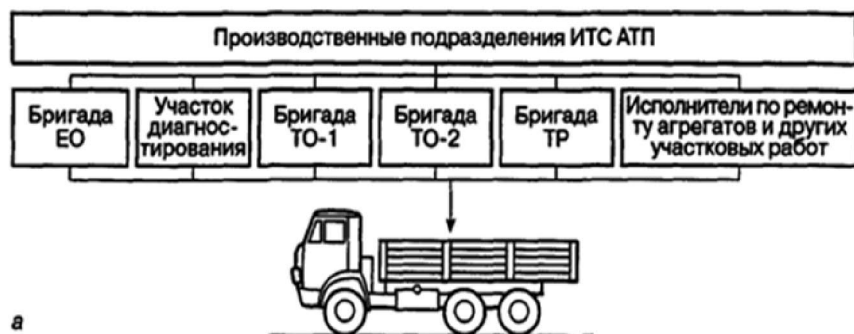 Производственные подразделения ИТС АТП
Бригада
ЕО
Участок
диагнос-
тирования
Бригада
ТО-1
Бригада
ТО-2
Бригада
ТР
Исполнители по ремон-
ту агрегатов и других
участковых работ
а